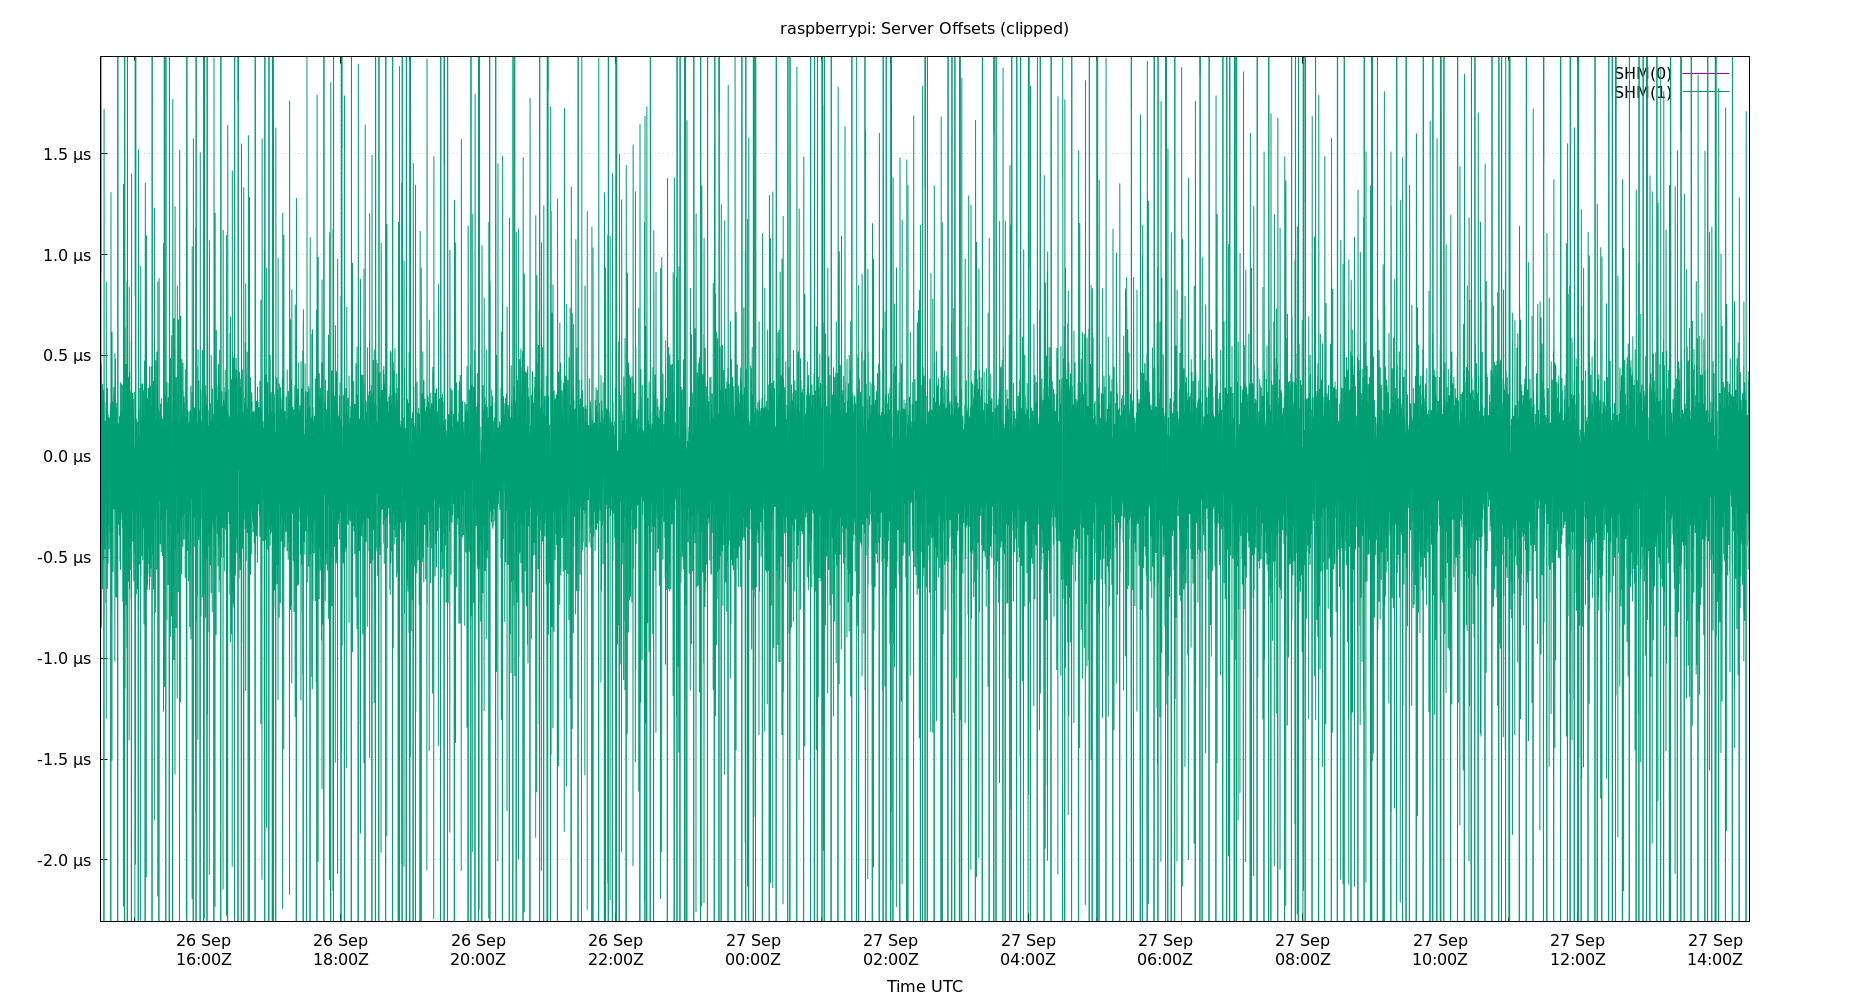 raspberrypi: Server Offsets (clipped)
SHM(0)
SHM(1)
1.5 µs
1.0 µs
0.5 µs
0.0 µs
-0.5 µs
-1.0 µs
-1.5 µs
-2.0 µs
26 Sep 26 Sep 26 Sep 26 Sep 27 Sep 27 Sep 27 Sep 27 Sep 27 Sep 27 Sep 27 Sep 27 Sep
16:00Z 18:00Z 20:00Z 22:00Z 00:00Z 02:00Z 04:00Z 06:00Z 08:00Z 10:00Z 12:00Z 14:00Z
Time UTC